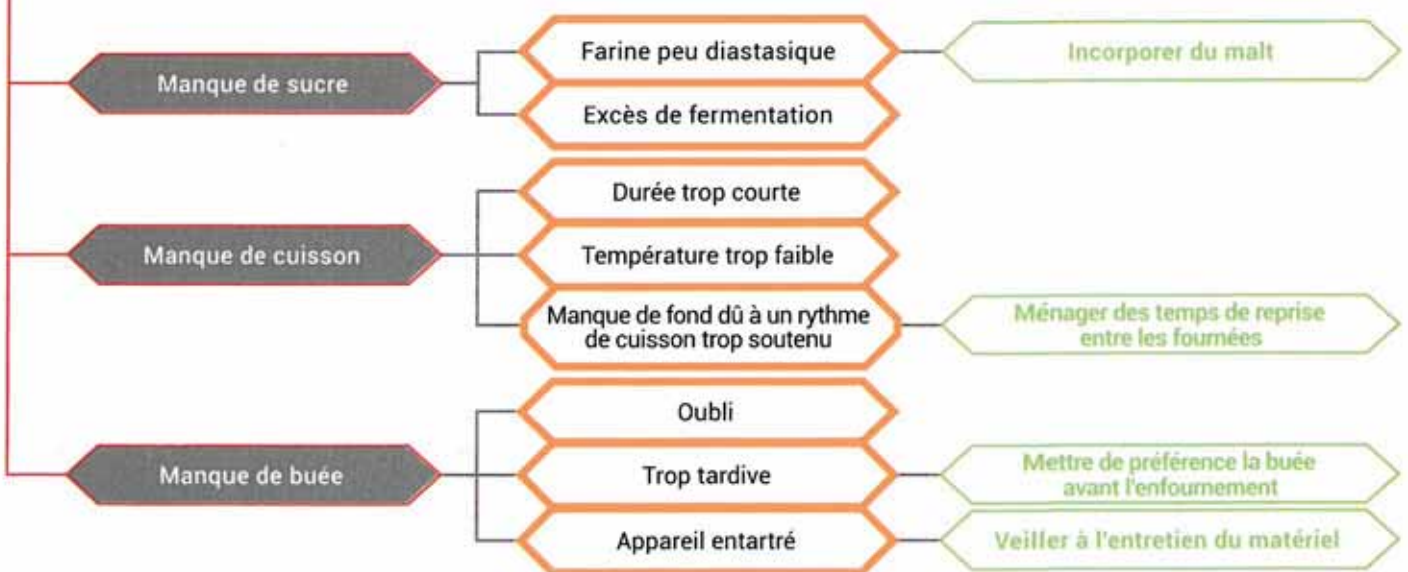 Farine peu diastasique
Incorporer du malt
Manque de sucre
Excès de fermentation
Durée trop courte
Manque de cuisson
Température trop faible
Manque de fond dû à un rythme
de cuisson trop soutenu
Ménager des temps de reprise
entre les fournées
Oubli
Manque de buée
Trop tardive
Mettre de préférence la buée
avant l'enfournement
Appareil entartré
Veiller à l'entretien du matériel